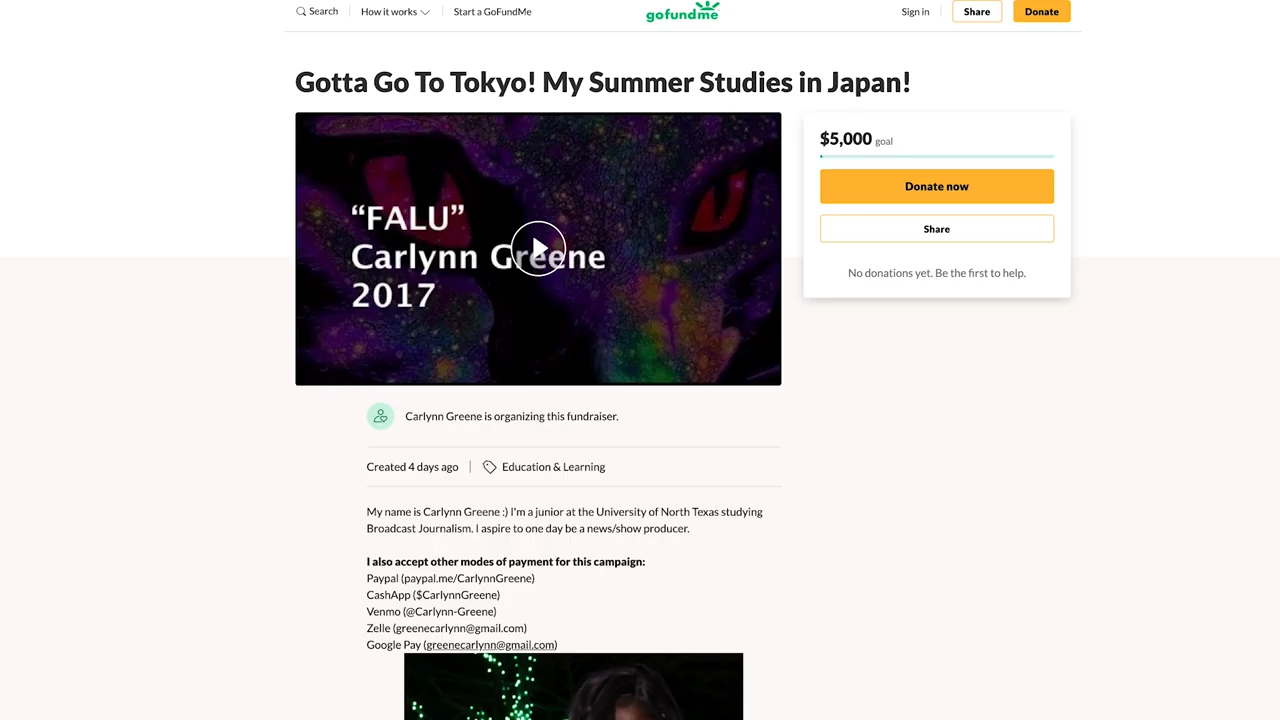 Search
How it works
Start a GoFundMe
gofundme
Sign in
Share
Donate
Gotta Go To Tokyo! My Summer Studies in Japan!
“FALU”
Carlynn Greene
2017
$5,000 goal
Donate now
Share
No donations yet. Be the first to help.
Carlynn Greene is organizing this fundraiser.
Created 4 days ago
Education & Learning
My name is Carlynn Greene :) I'm a junior at the University of North Texas studying
Broadcast Journalism. I aspire to one day be a news/show producer.
I also accept other modes of payment for this campaign:
Paypal (paypal.me/CarlynnGreene)
CashApp ($CarlynnGreene)
Venmo (@Carlynn-Greene)
Zelle (greenecarlynn@gmail.com)
Google Pay (greenecarlynn@gmail.com)